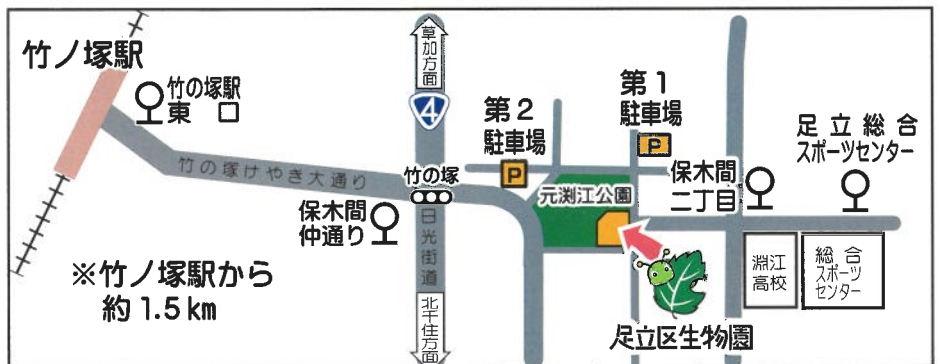 竹ノ塚駅
竹の塚駅
東口
竹の塚けやき大通り
※竹ノ塚駅から
約1.5km
草加方面
4
竹の塚
保木間
仲通り
日光街道
北千住方面
第2
駐車場
P
第1
駐車場
P
元渕江公園
保木間
二丁目
足立総合
スポーツセンター
淵江
高校
総合
スポーツ
センター
足立区生物園